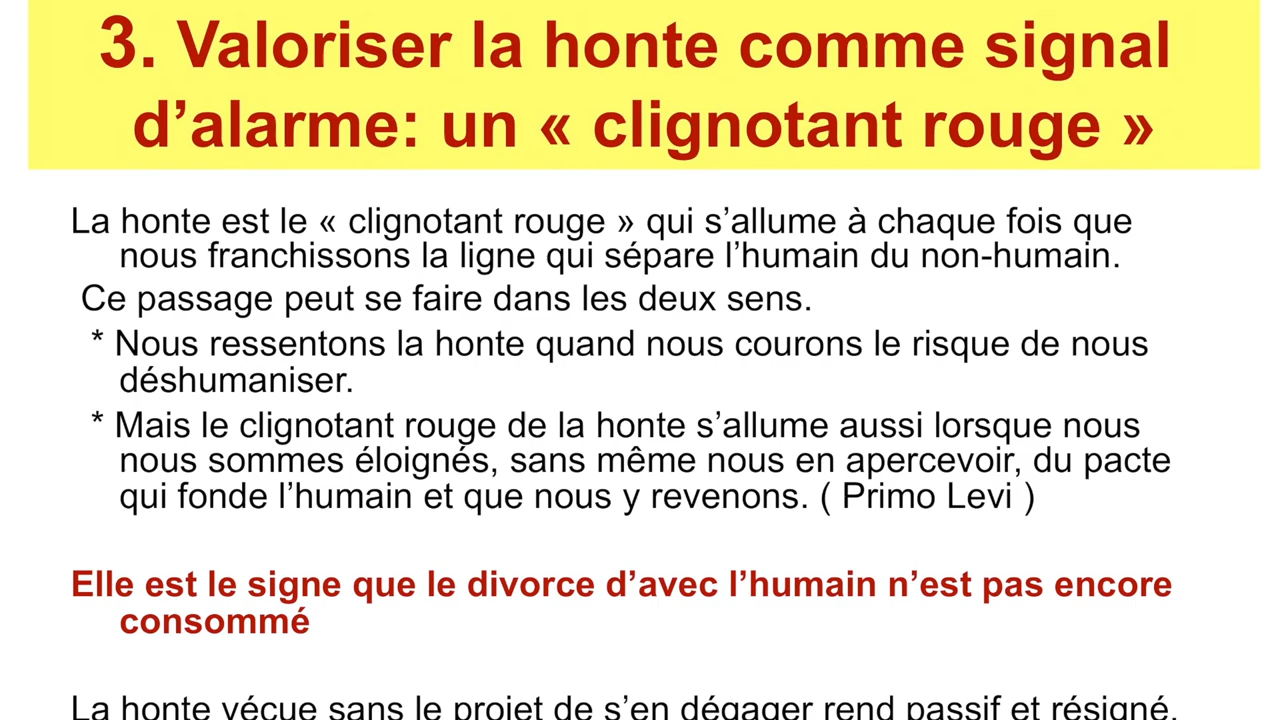 3. Valoriser la honte comme signal
d’alarme: un « clignotant rouge »
La honte est le « clignotant rouge » qui s’allume à chaque fois que
nous franchissons la ligne qui sépare l’humain du non-humain.
Ce passage peut se faire dans les deux sens.
* Nous ressentons la honte quand nous courons le risque de nous
déshumaniser.
* Mais le clignotant rouge de la honte s’allume aussi lorsque nous
nous sommes éloignés, sans même nous en apercevoir, du pacte
qui fonde l’humain et que nous y revenons. ( Primo Levi )
Elle est le signe que le divorce d’avec l’humain n’est pas encore
consommé
La honte vécue sans le projet de s’en dégager rend passif et résigné.